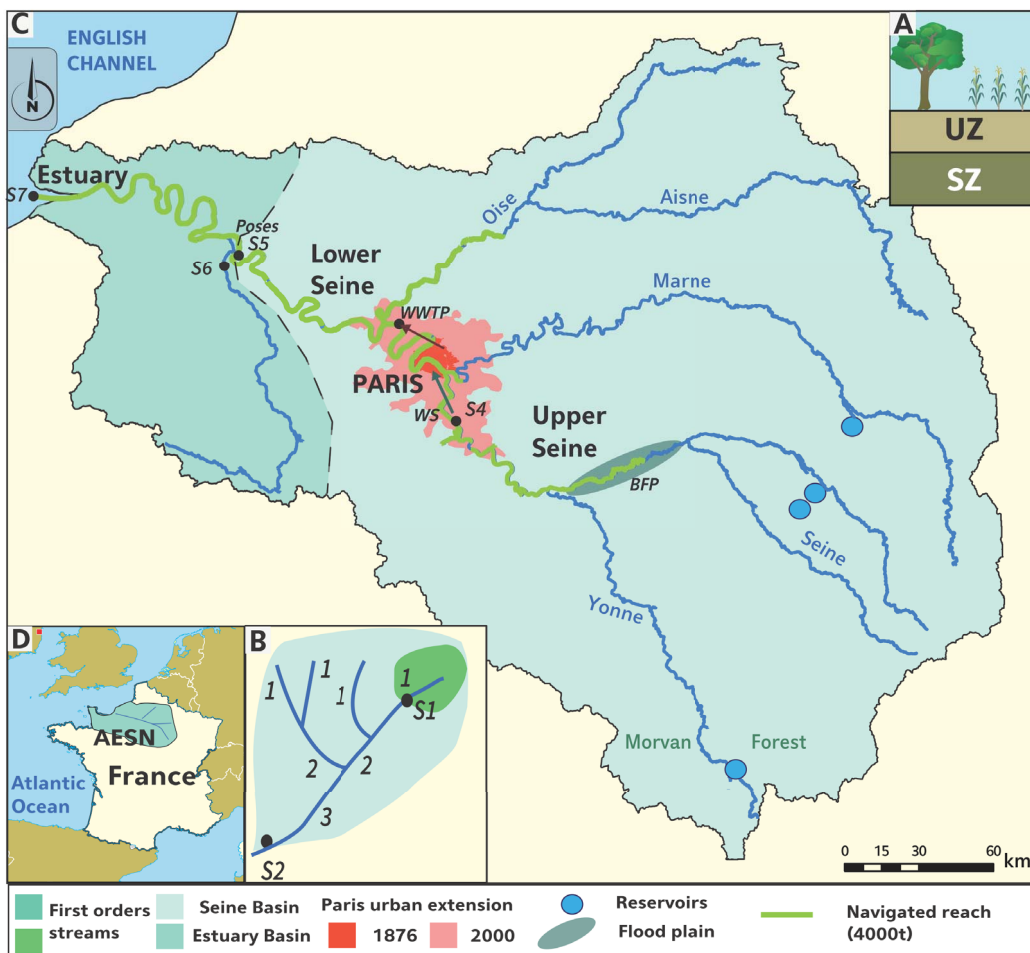 C
ENGLISH
CHANNEL
N
A
UZ
SZ
Estuary
S7
Poses
S5
S6
Lower
Seine
Oise
Aisne
Marne
WWTP
PARIS
WS
S4
Upper
Seine
BFP
Seine
Yonne
Morvan Forest
D
AESN
France
Atlantic
Ocean
B
1
1
1
1
S1
2
2
3
S2
0 15 30 60
km
First orders
streams
Seine Basin
Estuary Basin
Paris urban extension
1876
2000
Reservoirs
Flood plain
Navigated reach
(4000t)